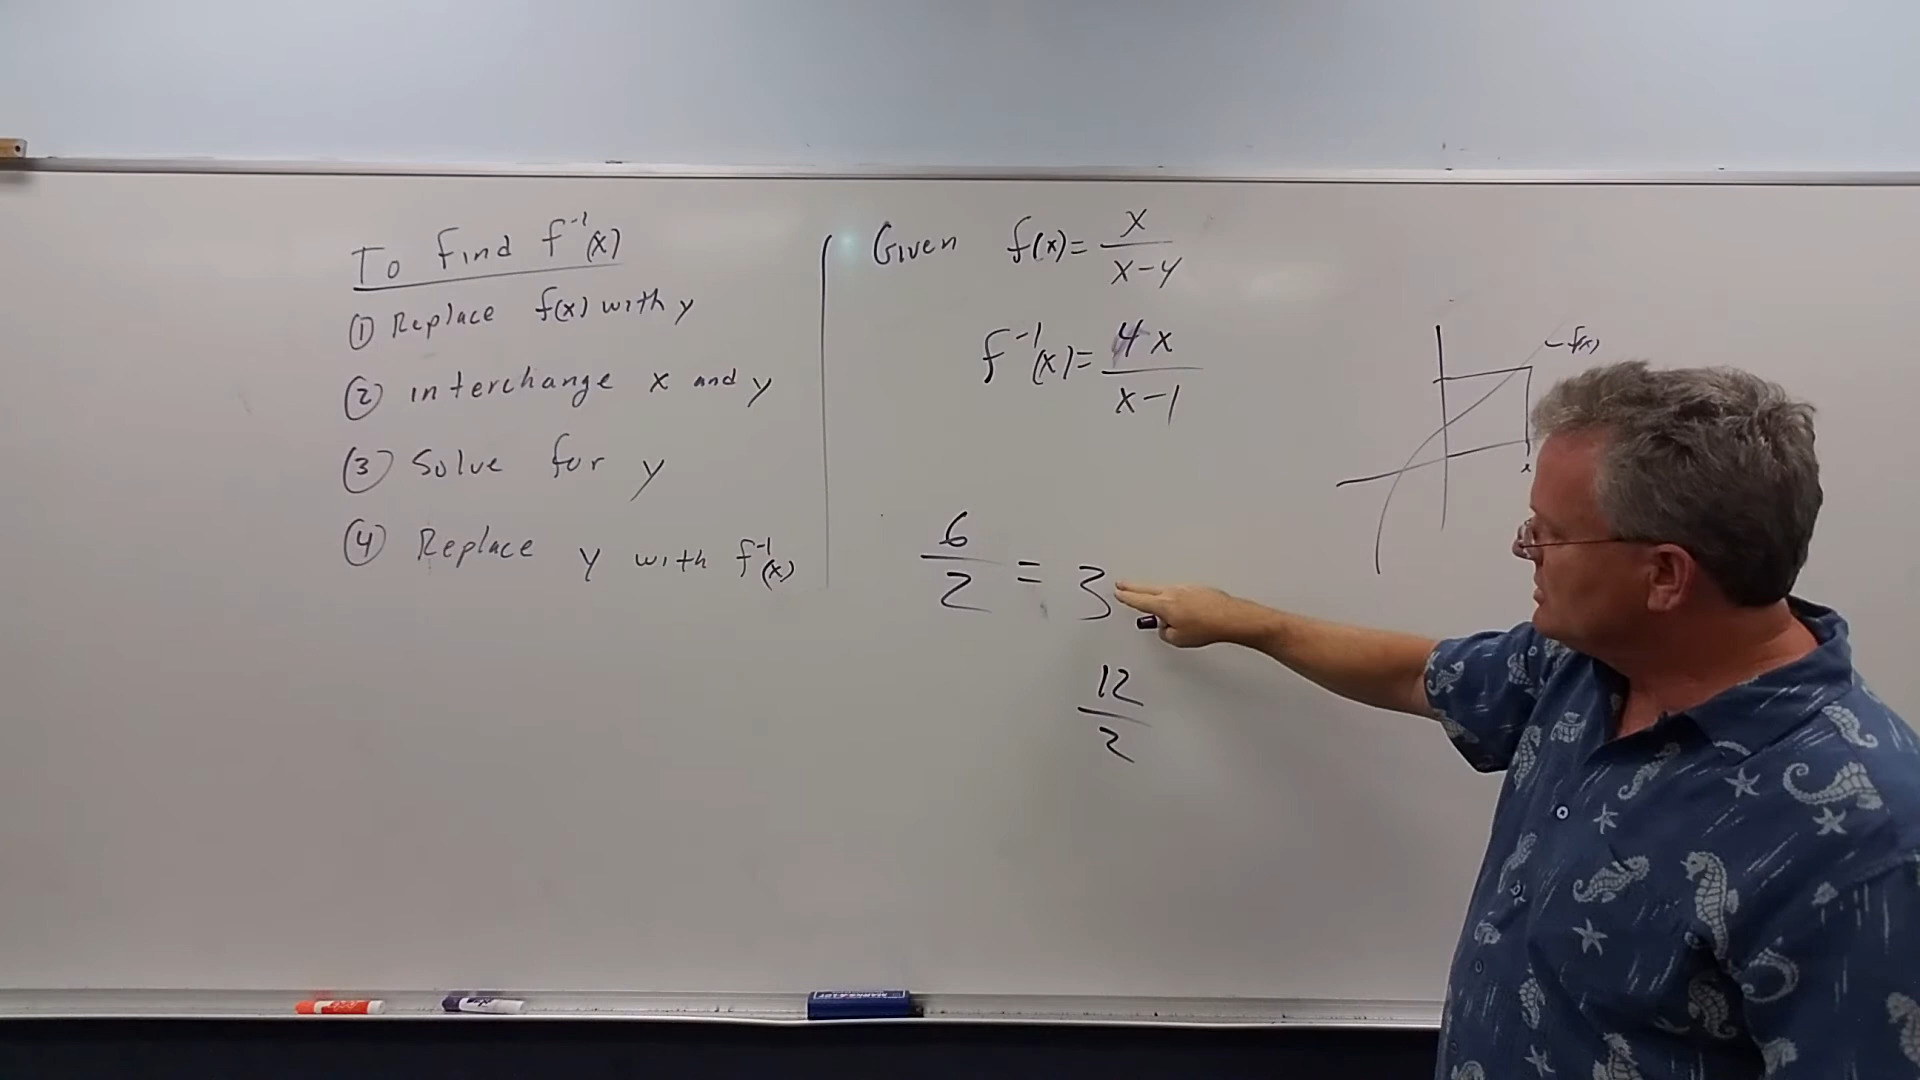 To Find f⁻¹(x)
① Replace f(x) with y
② interchange x and y
③ Solve for y
④ Replace y with f⁻¹(x)
Given f(x)= x/(x-4)
f⁻¹(x)= 4x/(x-1)
6/2 = 3
12/2
f(x)
x